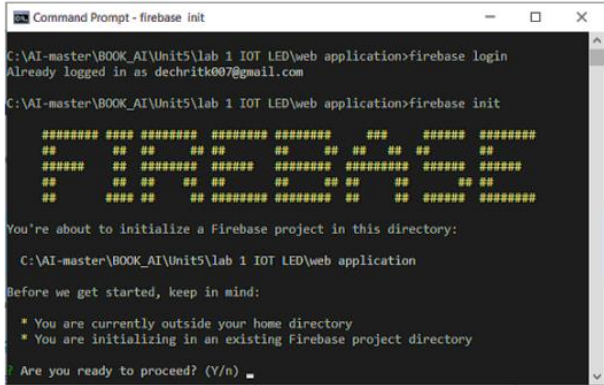 Command Prompt - firebase init
C:\AI-master\BOOK_AI\Unit5\lab 1 IOT LED\web application>firebase login
Already logged in as dechritk007@gmail.com
C:\AI-master\BOOK_AI\Unit5\lab 1 IOT LED\web application>firebase init
FIREBASE
You're about to initialize a Firebase project in this directory:
C:\AI-master\BOOK_AI\Unit5\lab 1 IOT LED\web application
Before we get started, keep in mind:
* You are currently outside your home directory
* You are initializing in an existing Firebase project directory
? Are you ready to proceed? (Y/n)